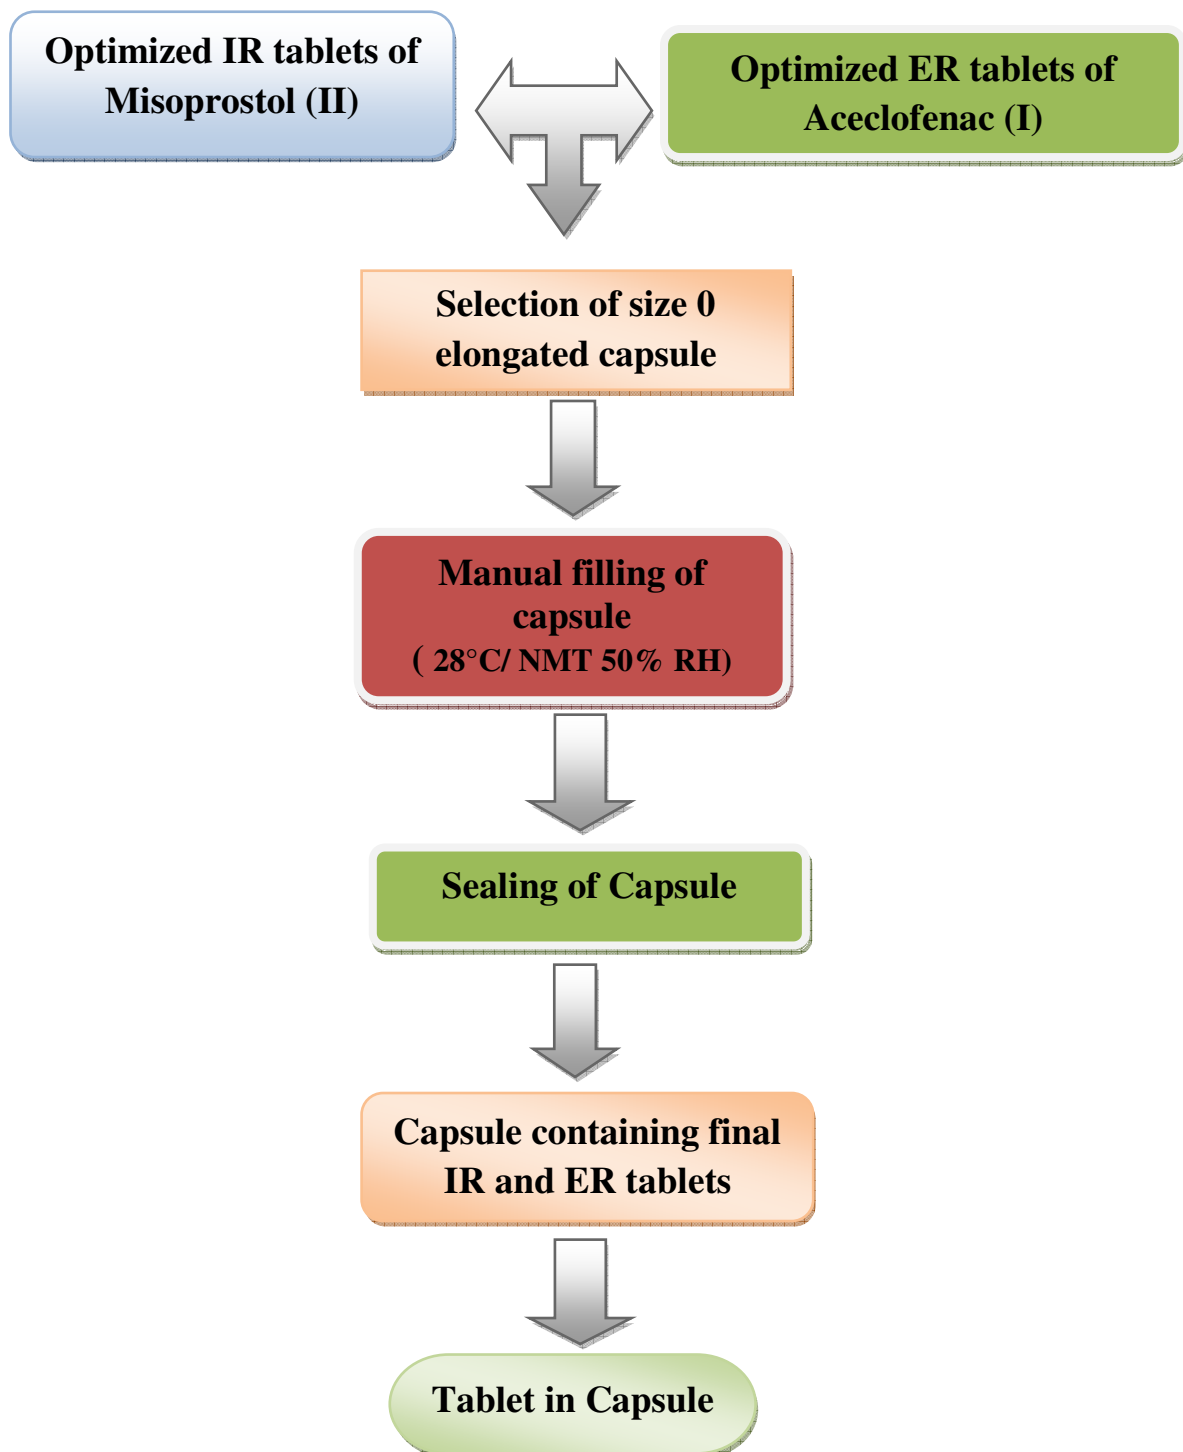 Optimized IR tablets of
Misoprostol (II)
Optimized ER tablets of
Aceclofenac (I)
Selection of size 0
elongated capsule
Manual filling of
capsule
( 28°C/ NMT 50% RH)
Sealing of Capsule
Capsule containing final
IR and ER tablets
Tablet in Capsule